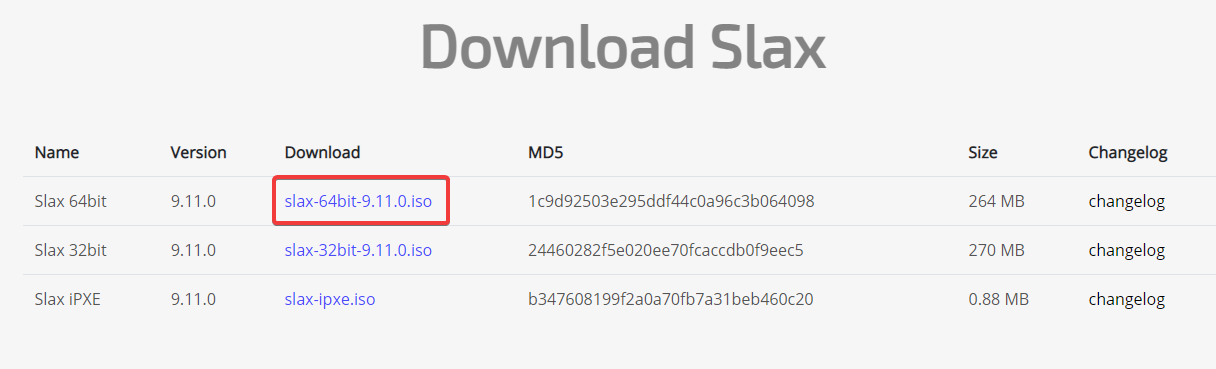 Download Slax
Name Version Download MD5 Size Changelog
Slax 64bit 9.11.0 slax-64bit-9.11.0.iso 1c9d92503e295ddf44c0a96c3b064098 264 MB changelog
Slax 32bit 9.11.0 slax-32bit-9.11.0.iso 24460282f5e020ee70fcaccdb0f9eec5 270 MB changelog
Slax iPXE 9.11.0 slax-ipxe.iso b347608199f2a0a70fb7a31beb460c20 0.88 MB changelog